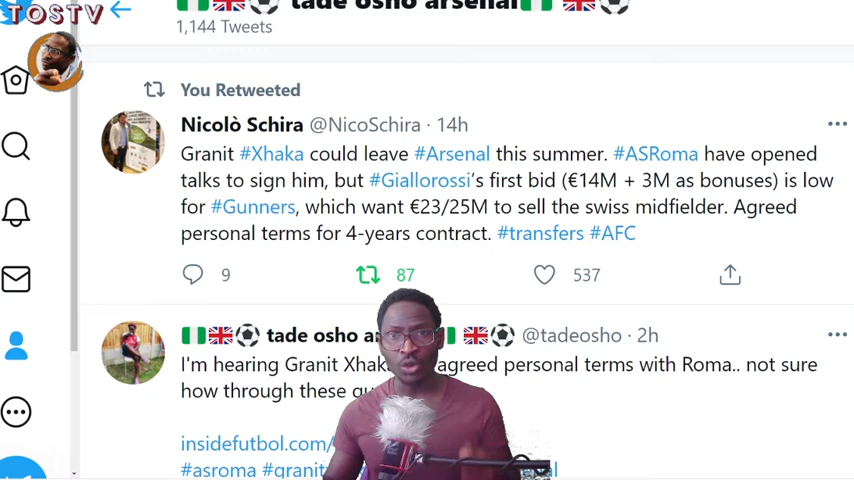 TOSTV
tade osho arsenal
1,144 Tweets
You Retweeted
Nicolò Schira @NicoSchira · 14h
Granit #Xhaka could leave #Arsenal this summer. #ASRoma have opened
talks to sign him, but #Giallorossi's first bid (€14M + 3M as bonuses) is low
for #Gunners, which want €23/25M to sell the swiss midfielder. Agreed
personal terms for 4-years contract. #transfers #AFC
9 87 537
tade osho @tadeosho · 2h
I'm hearing Granit agreed personal terms with Roma.. not sure
how through these
insidefutbol.com/
#asroma